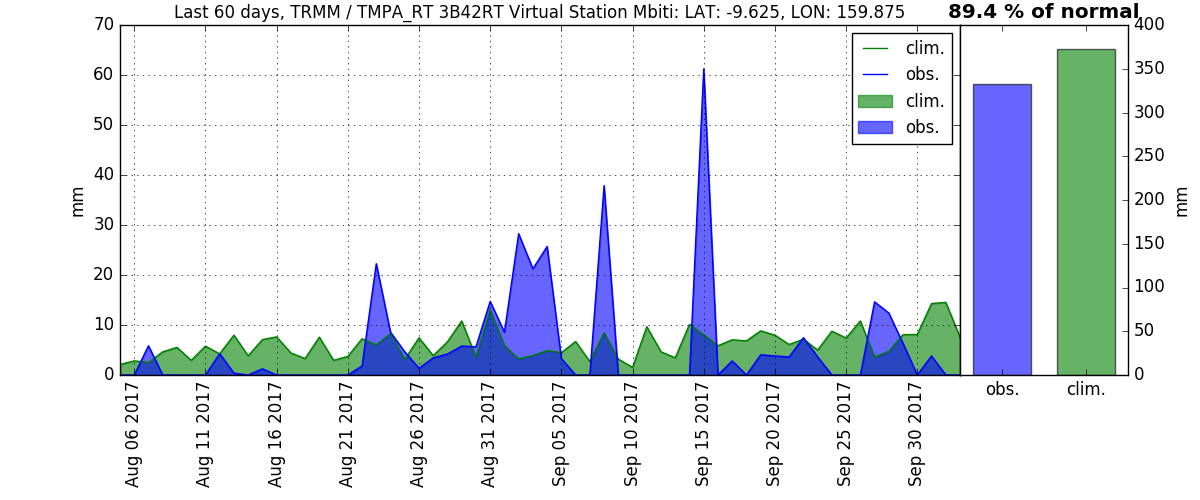 Last 60 days, TRMM / TMPA_RT 3B42RT Virtual Station Mbiti: LAT: -9.625, LON: 159.875
89.4 % of normal
70
60
50
40
30
20
10
0
mm
clim.
obs.
clim.
obs.
Aug 06 2017
Aug 11 2017
Aug 16 2017
Aug 21 2017
Aug 26 2017
Aug 31 2017
Sep 05 2017
Sep 10 2017
Sep 15 2017
Sep 20 2017
Sep 25 2017
Sep 30 2017
400
350
300
250
200
150
100
50
0
mm
obs.
clim.